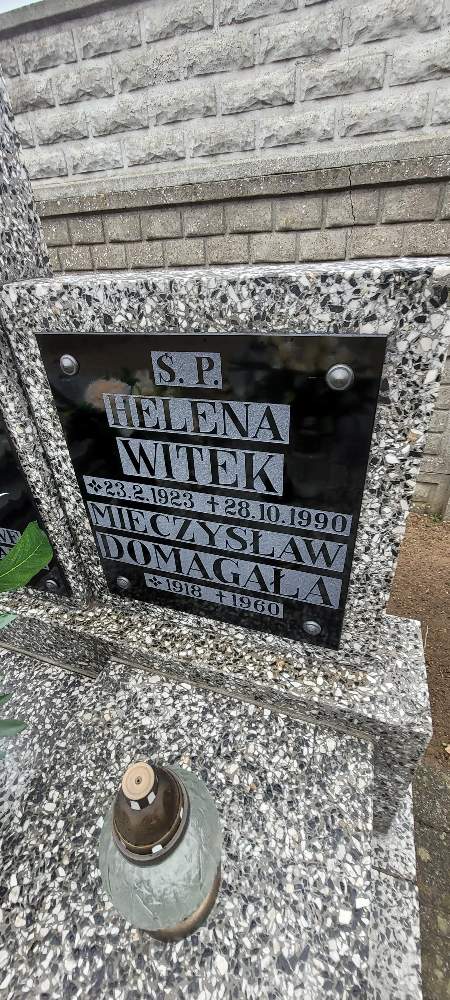 Ś. P.
HELENA
WITEK
23.2.1923 +28.10.1990
MIECZYSŁAW
DOMAGAŁA
1918 +1960